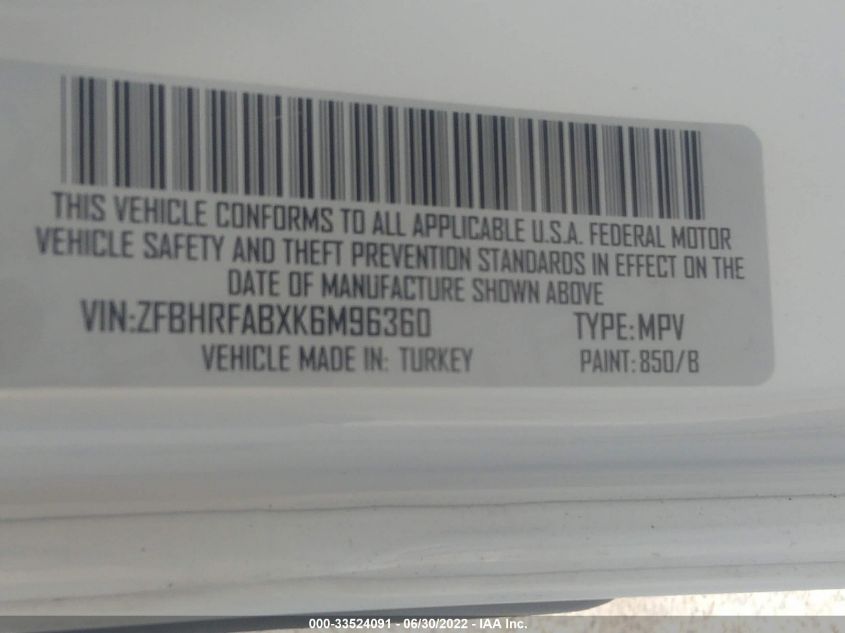 THIS VEHICLE CONFORMS TO ALL APPLICABLE U.S.A. FEDERAL MOTOR
VEHICLE SAFETY AND THEFT PREVENTION STANDARDS IN EFFECT ON THE
DATE OF MANUFACTURE SHOWN ABOVE
VIN:ZFBHRFABXK6M96360 TYPE:MPV
VEHICLE MADE IN: TURKEY PAINT:850/B
000-33524091 - 06/30/2022 - IAA Inc.